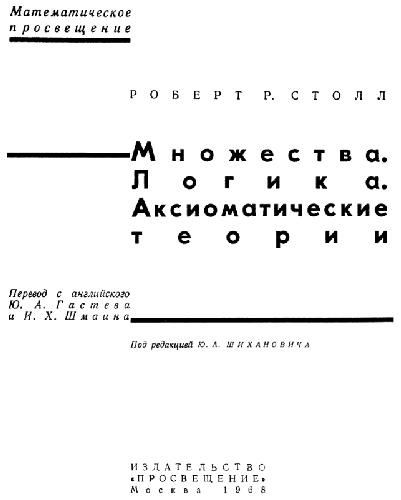 Математическое
просвещение
РОБЕРТ Р. СТОЛЛ
Множества.
Логика.
Аксиоматические
теории
Перевод с английского
Ю. А. Гастева
и И. Х. Шмаина
Под редакцией Ю. А. ШИХАНОВИЧА
ИЗДАТЕЛЬСТВО
«ПРОСВЕЩЕНИЕ»
Москва 1968